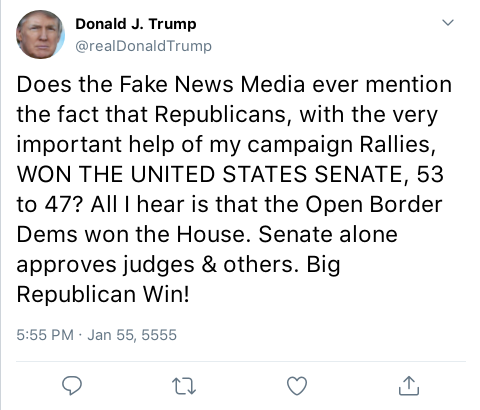 Donald J. Trump
@realDonaldTrump
Does the Fake News Media ever mention
the fact that Republicans, with the very
important help of my campaign Rallies,
WON THE UNITED STATES SENATE, 53
to 47? All I hear is that the Open Border
Dems won the House. Senate alone
approves judges & others. Big
Republican Win!
5:55 PM · Jan 55, 5555